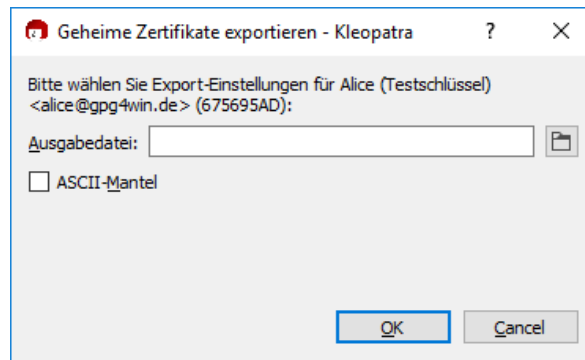 Geheime Zertifikate exportieren - Kleopatra
Bitte wählen Sie Export-Einstellungen für Alice (Testschlüssel)
<alice@gpg4win.de> (675695AD):
Ausgabedatei:
ASCII-Mantel
OK Cancel